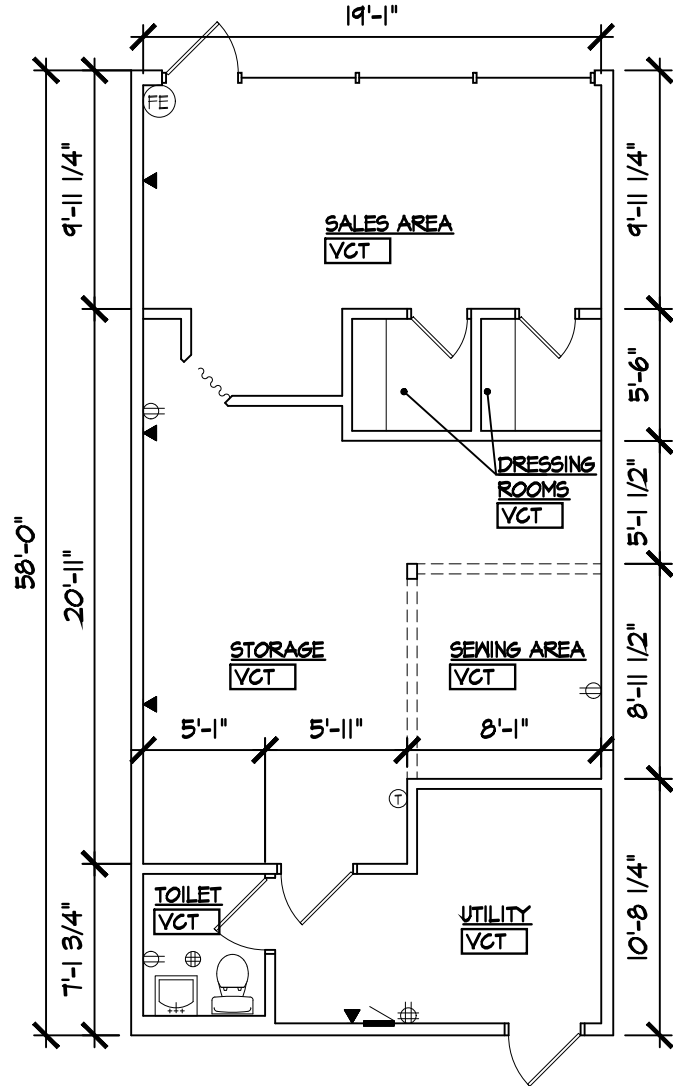 19'-1"
FE
9'-11 1/4"
9'-11 1/4"
SALES AREA
VCT
5'-6"
DRESSING
ROOMS
VCT
5'-1 1/2"
58'-0"
20'-11"
STORAGE
VCT
SEWING AREA
VCT
8'-11 1/2"
5'-1"
5'-11"
8'-1"
T
TOILET
VCT
UTILITY
VCT
7'-1 3/4"
10'-8 1/4"